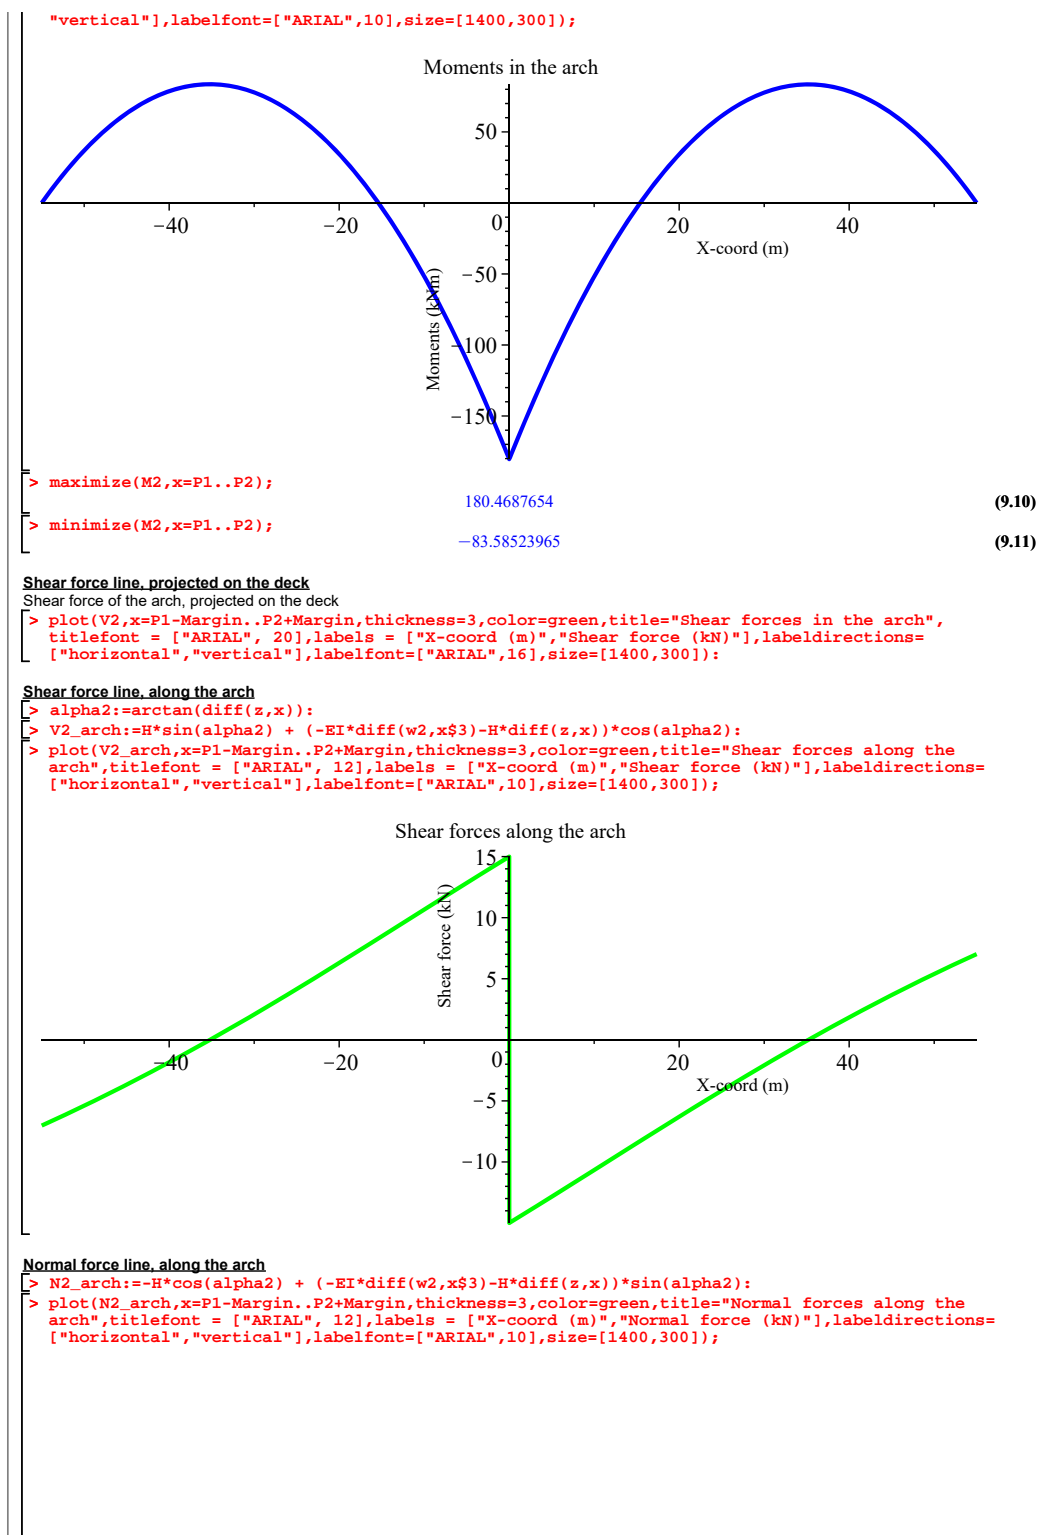 "vertical"],labelfont=["ARIAL",10],size=[1400,300]);
Moments in the arch
50
−40
−20
0
20
40
X-coord (m)
−50
Moments (kNm)
−100
−150
> maximize(M2,x=P1..P2);
180.4687654 (9.10)
> minimize(M2,x=P1..P2);
−83.58523965 (9.11)
Shear force line, projected on the deck
Shear force of the arch, projected on the deck
> plot(V2,x=P1-Margin..P2+Margin,thickness=3,color=green,title="Shear forces in the arch",
titlefont = ["ARIAL", 20],labels = ["X-coord (m)","Shear force (kN)"],labeldirections=
["horizontal","vertical"],labelfont=["ARIAL",16],size=[1400,300]):
Shear force line, along the arch
> alpha2:=arctan(diff(z,x)):
> V2_arch:=H*sin(alpha2) + (-EI*diff(w2,x$3)-H*diff(z,x))*cos(alpha2):
> plot(V2_arch,x=P1-Margin..P2+Margin,thickness=3,color=green,title="Shear forces along the
arch",titlefont = ["ARIAL", 12],labels = ["X-coord (m)","Shear force (kN)"],labeldirections=
["horizontal","vertical"],labelfont=["ARIAL",10],size=[1400,300]);
Shear forces along the arch
15
10
Shear force (kN)
5
−40
−20
0
20
40
X-coord (m)
−5
−10
Normal force line, along the arch
> N2_arch:=-H*cos(alpha2) + (-EI*diff(w2,x$3)-H*diff(z,x))*sin(alpha2):
> plot(N2_arch,x=P1-Margin..P2+Margin,thickness=3,color=green,title="Normal forces along the
arch",titlefont = ["ARIAL", 12],labels = ["X-coord (m)","Normal force (kN)"],labeldirections=
["horizontal","vertical"],labelfont=["ARIAL",10],size=[1400,300]);